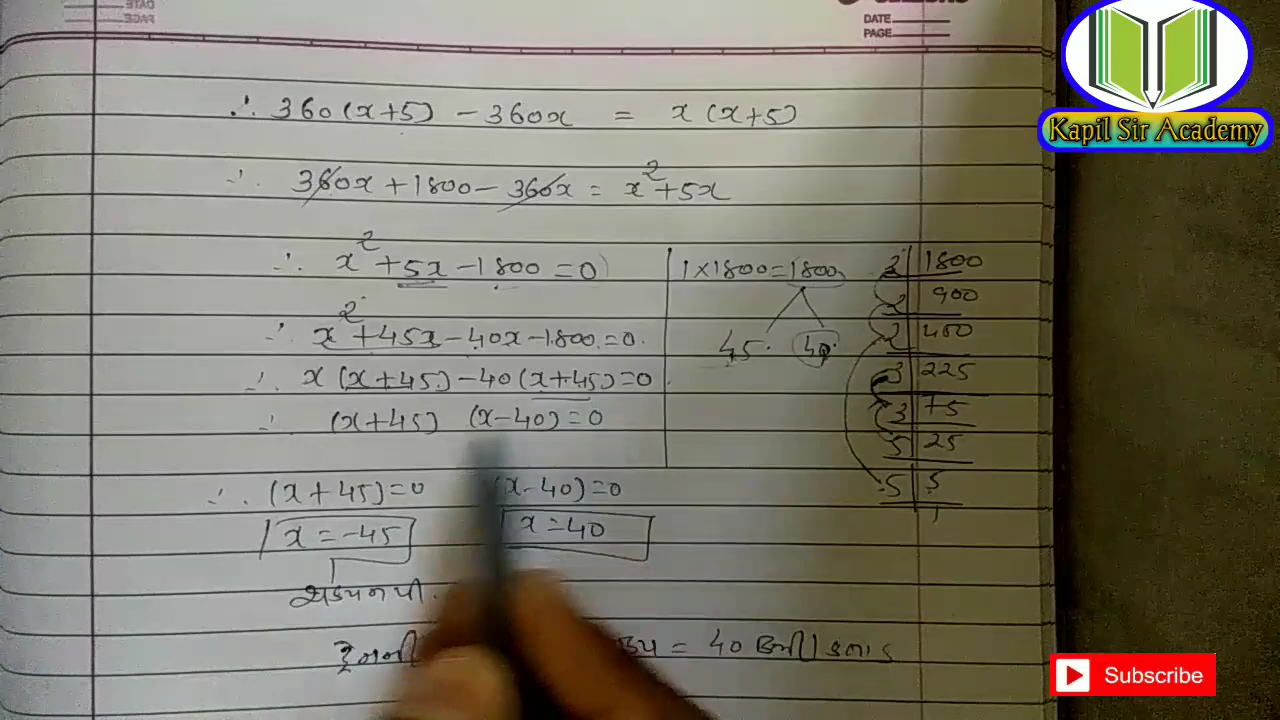 DATE
PAGE
Kapil Sir Academy
∴ 360(x+5) - 360x = x(x+5)
∴ 360x + 1800 - 360x = x² + 5x
∴ x² + 5x - 1800 = 0
∴ x² + 45x - 40x - 1800 = 0
∴ x(x+45) - 40(x+45) = 0
∴ (x+45) (x-40) = 0
∴ (x+45) = 0 (x-40) = 0
x = -45 x = 40
શક્ય નથી.
= 40
1×1800 = 1800
45 40
2 1800
2 900
2 450
3 225
3 75
5 25
5 5
1
Subscribe